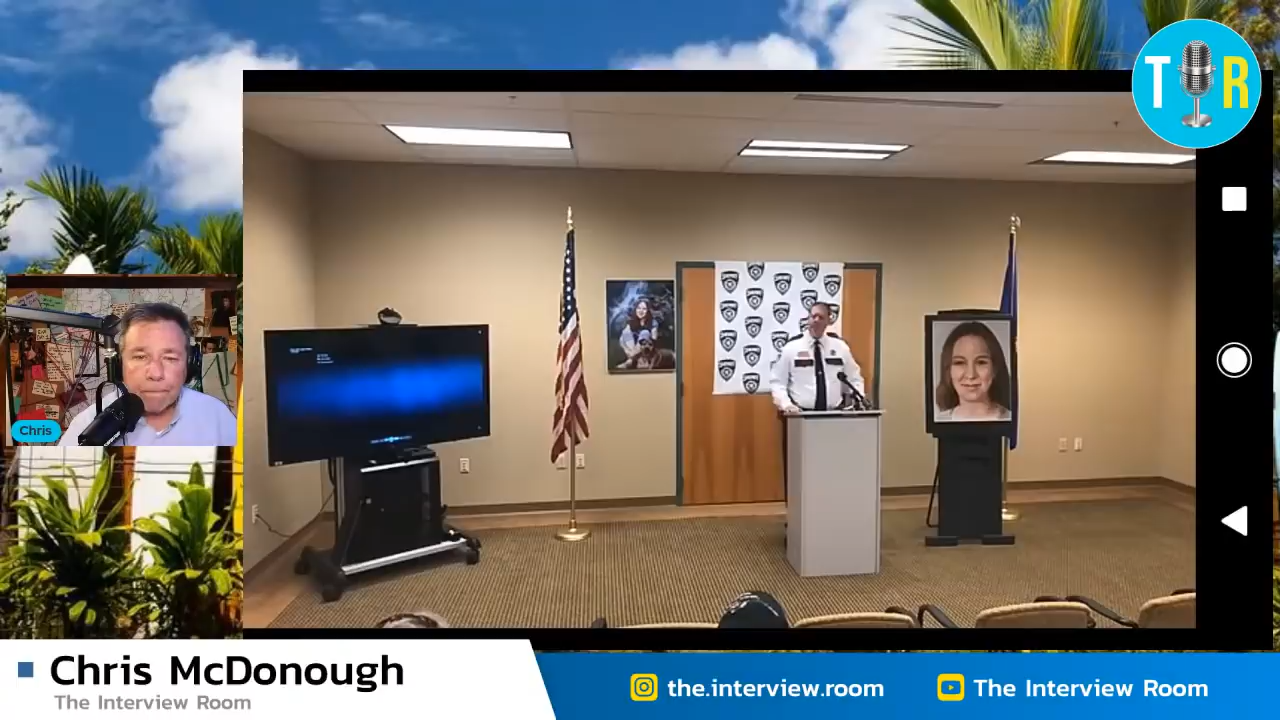 T R
Chris
Chris McDonough
The Interview Room
the.interview.room
The Interview Room